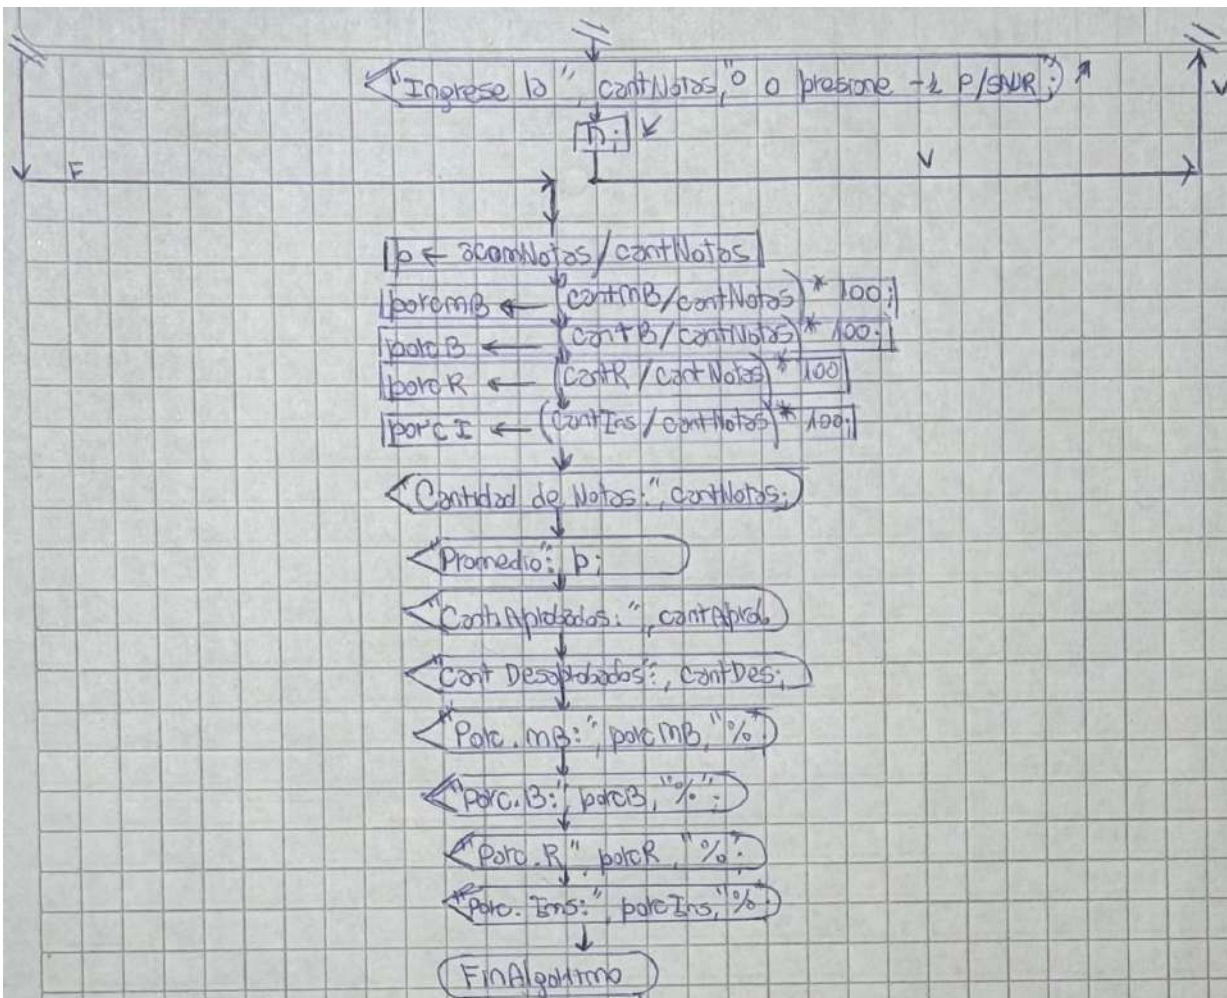 "Ingrese la ", cantNotas,"° o presione -1 P/SALIR";
V
n;
F
V
p ← acomNotas/cantNotas
porcmB ← (cantmB/cantNotas) * 100;
porcB ← (cantB/cantNotas) * 100;
porcR ← (cantR/cantNotas) * 100
porcI ← (cantIns/cantNotas) * 100;
"Cantidad de Notas:", cantNotas;
"Promedio": p;
"Cant.Aprobados:", cantAprob
"Cant Desaprobados": cantDes;
"Porc.mB:", porcmB,"%";
"Porc.B:", porcB, "%";
"Porc.R", porcR, "%";
"Porc. Ins:", porcIns,"%"
FinAlgoritmo